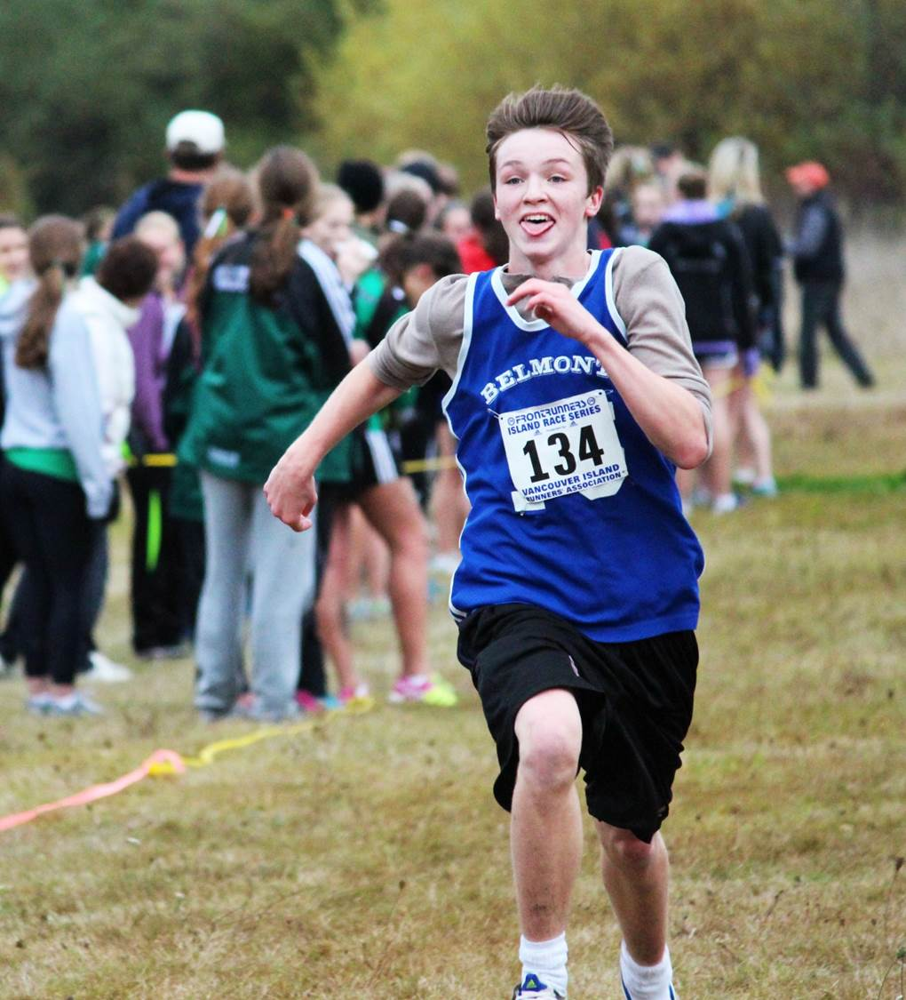 BELMONT
FRONTRUNNERS
ISLAND RACE SERIES
134
VANCOUVER ISLAND
RUNNERS' ASSOCIATION